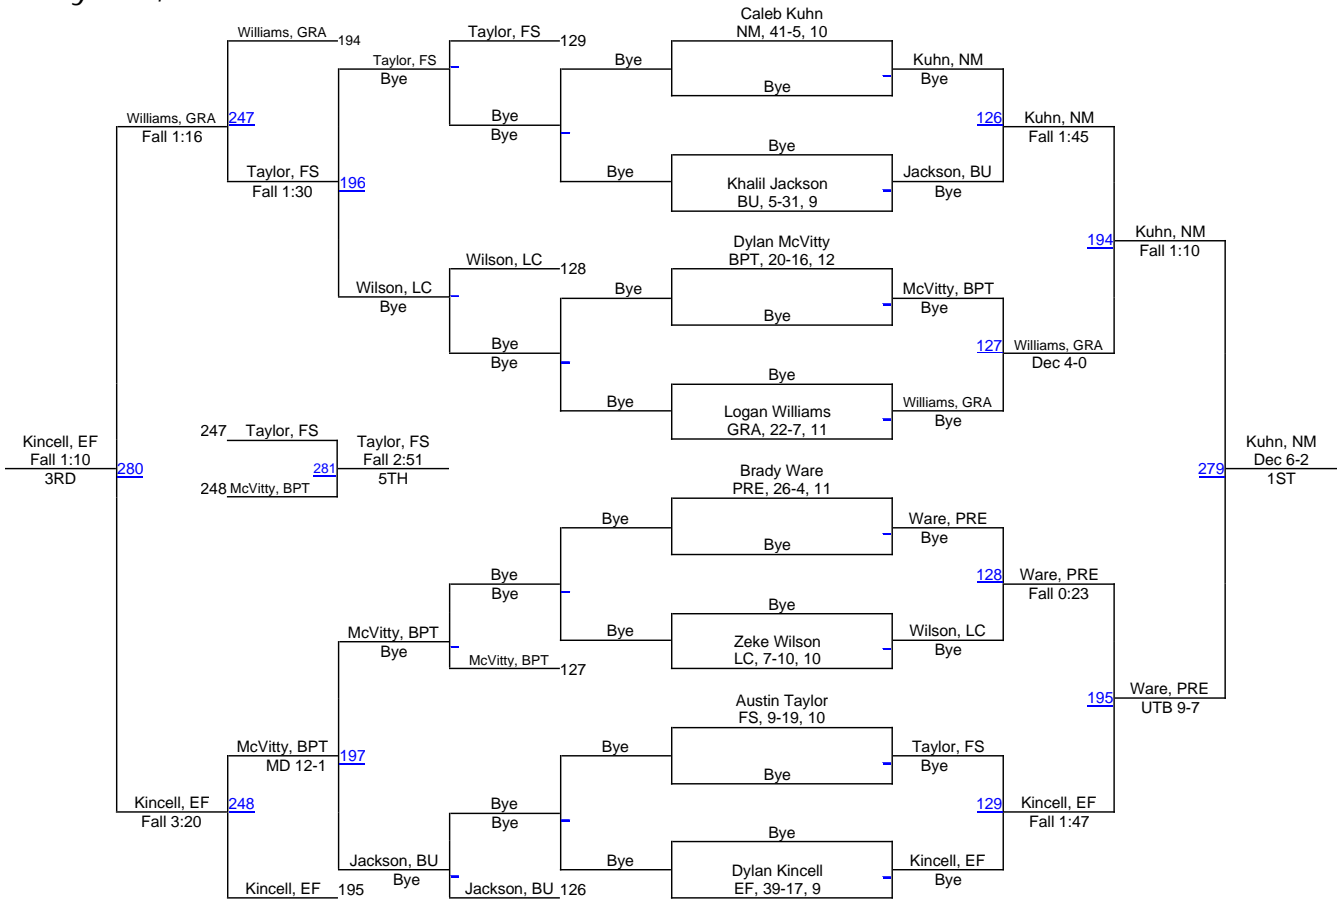 Caleb Kuhn
NM, 41-5, 10
Williams, GRA 194
Taylor, FS 129
Taylor, FS
Bye
Bye
Bye
Kuhn, NM
Bye
Williams, GRA 247
Fall 1:16
Bye
Bye
126 Kuhn, NM
Fall 1:45
Bye
Taylor, FS
Fall 1:30
196
Bye
Khalil Jackson
BU, 5-31, 9
Jackson, BU
Bye
Dylan McVitty
BPT, 20-16, 12
194 Kuhn, NM
Fall 1:10
Wilson, LC 128
Wilson, LC
Bye
Bye
Bye
McVitty, BPT
Bye
Bye
Bye
127 Williams, GRA
Dec 4-0
Bye
Bye
Logan Williams
GRA, 22-7, 11
Williams, GRA
Bye
Kincell, EF
Fall 1:10
3RD
280
247 Taylor, FS
248 McVitty, BPT
281
Taylor, FS
Fall 2:51
5TH
Brady Ware
PRE, 26-4, 11
279
Kuhn, NM
Dec 6-2
1ST
Bye
Bye
Ware, PRE
Bye
Bye
Bye
128 Ware, PRE
Fall 0:23
Bye
McVitty, BPT
Bye
McVitty, BPT 127
Bye
Zeke Wilson
LC, 7-10, 10
Wilson, LC
Bye
Austin Taylor
FS, 9-19, 10
195 Ware, PRE
UTB 9-7
McVitty, BPT
MD 12-1
197
Bye
Bye
Taylor, FS
Bye
Kincell, EF 248
Fall 3:20
Bye
Bye
129 Kincell, EF
Fall 1:47
Bye
Jackson, BU
Bye
Bye
Dylan Kincell
EF, 39-17, 9
Kincell, EF
Bye
Kincell, EF 195
Jackson, BU 126